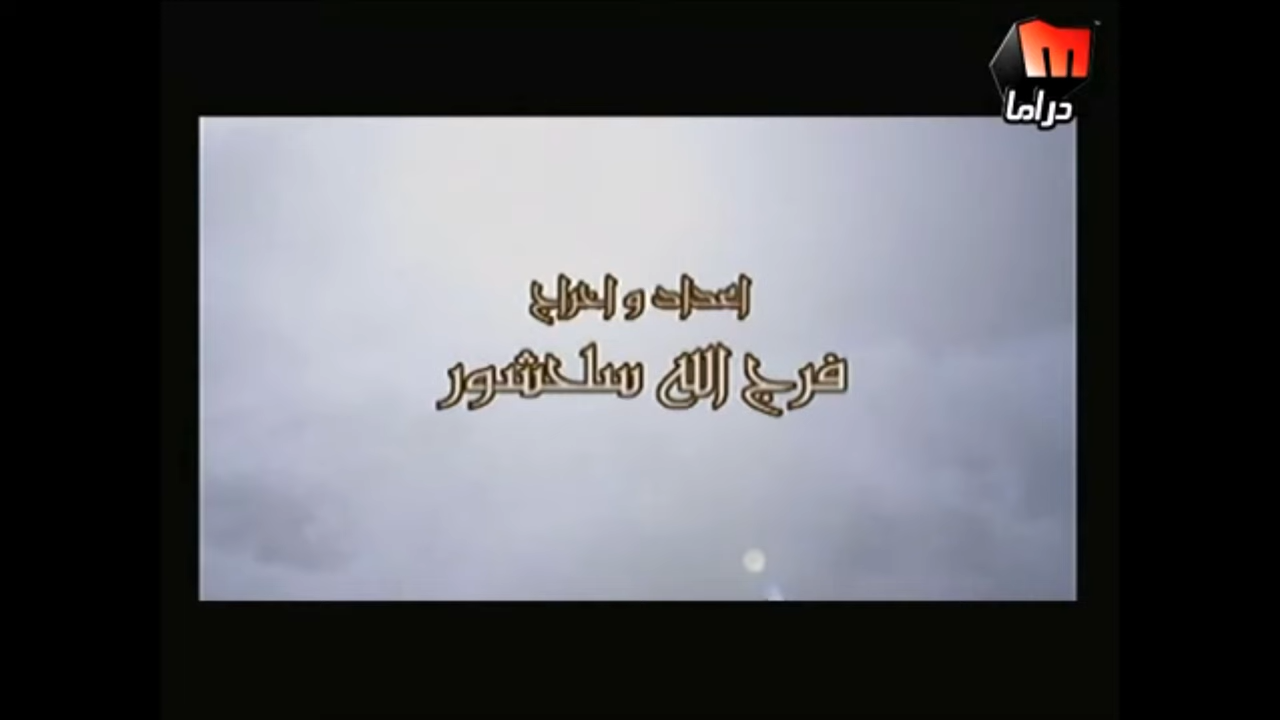 دراما
اعداد و اخراج
فرج الله سلحشور